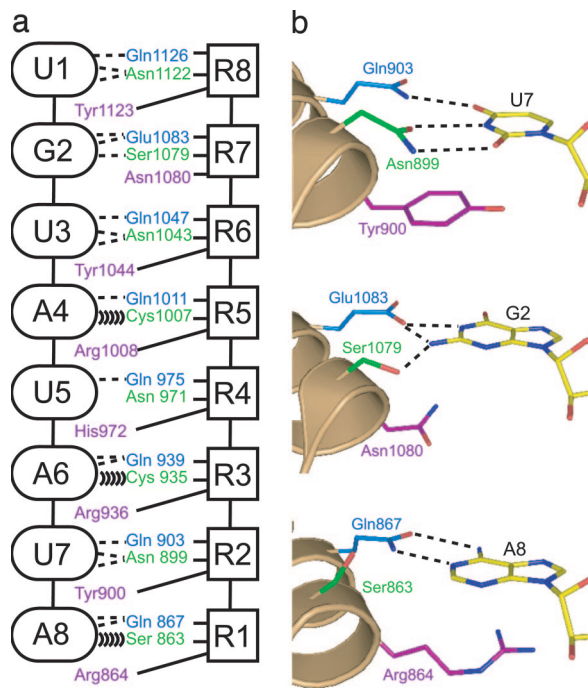 a
U1 Gln1126 R8
Asn1122
Tyr1123
G2 Glu1083 R7
Ser1079
Asn1080
U3 Gln1047 R6
Asn1043
Tyr1044
A4 Gln1011 R5
Cys1007
Arg1008
U5 Gln 975 R4
Asn 971
His972
A6 Gln 939 R3
Cys 935
Arg936
U7 Gln 903 R2
Asn 899
Tyr900
A8 Gln 867 R1
Ser 863
Arg864
b
Gln903
U7
Asn899
Tyr900
Glu1083
G2
Ser1079
Asn1080
Gln867
A8
Ser863
Arg864